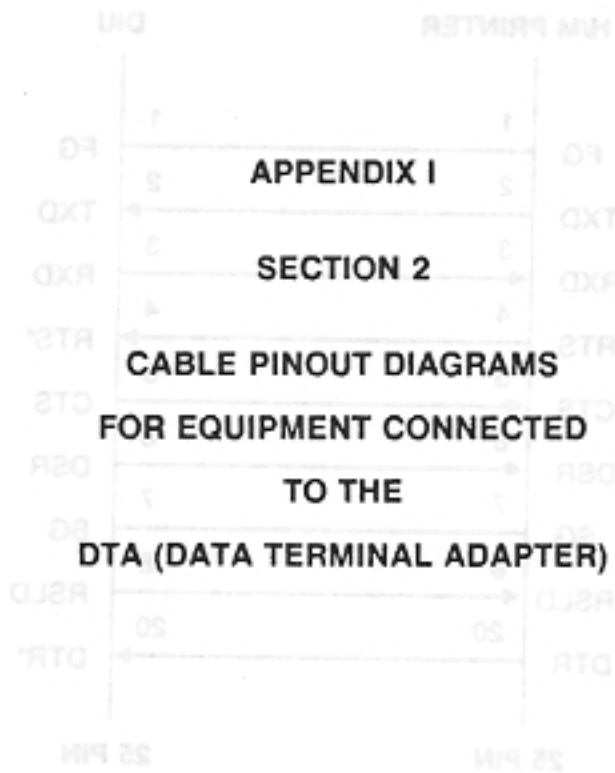 APPENDIX I
SECTION 2
CABLE PINOUT DIAGRAMS
FOR EQUIPMENT CONNECTED
TO THE
DTA (DATA TERMINAL ADAPTER)